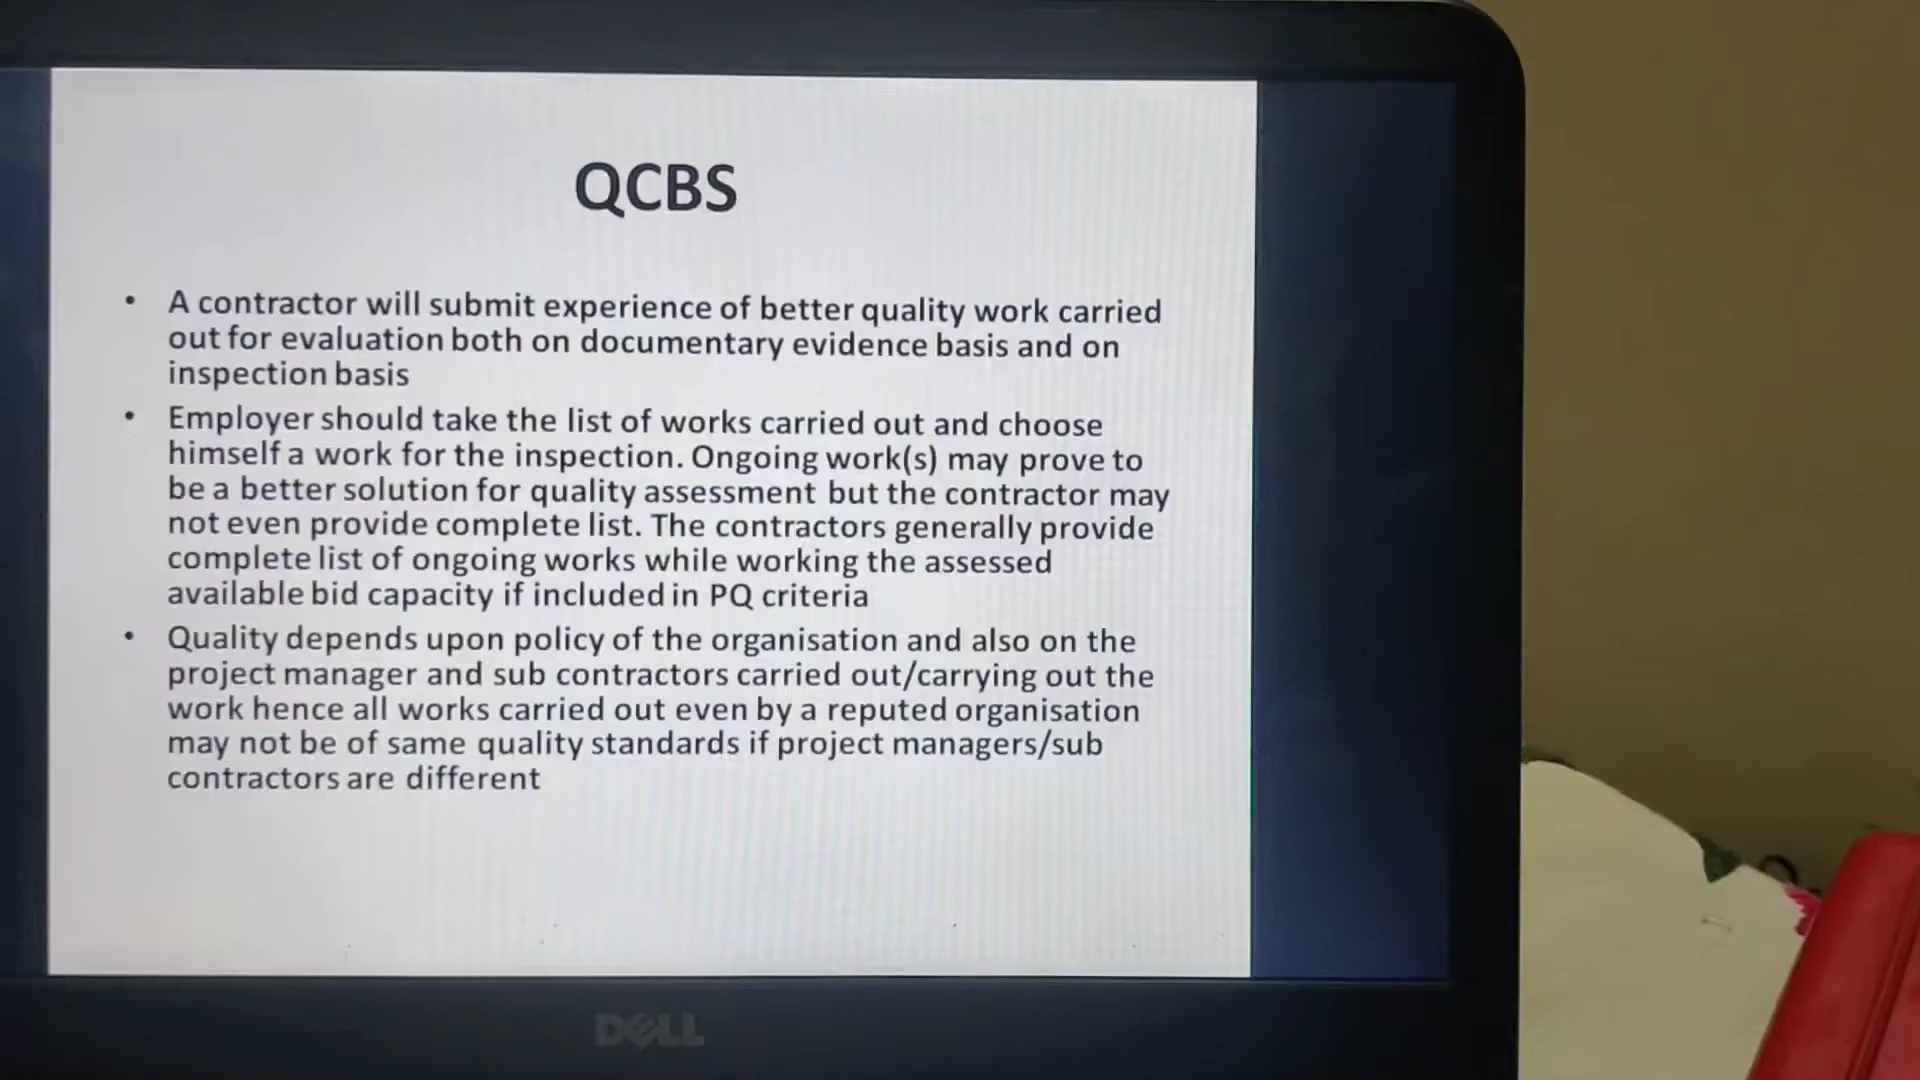 QCBS
• A contractor will submit experience of better quality work carried
out for evaluation both on documentary evidence basis and on
inspection basis
• Employer should take the list of works carried out and choose
himself a work for the inspection. Ongoing work(s) may prove to
be a better solution for quality assessment but the contractor may
not even provide complete list. The contractors generally provide
complete list of ongoing works while working the assessed
available bid capacity if included in PQ criteria
• Quality depends upon policy of the organisation and also on the
project manager and sub contractors carried out/carrying out the
work hence all works carried out even by a reputed organisation
may not be of same quality standards if project managers/sub
contractors are different
DELL